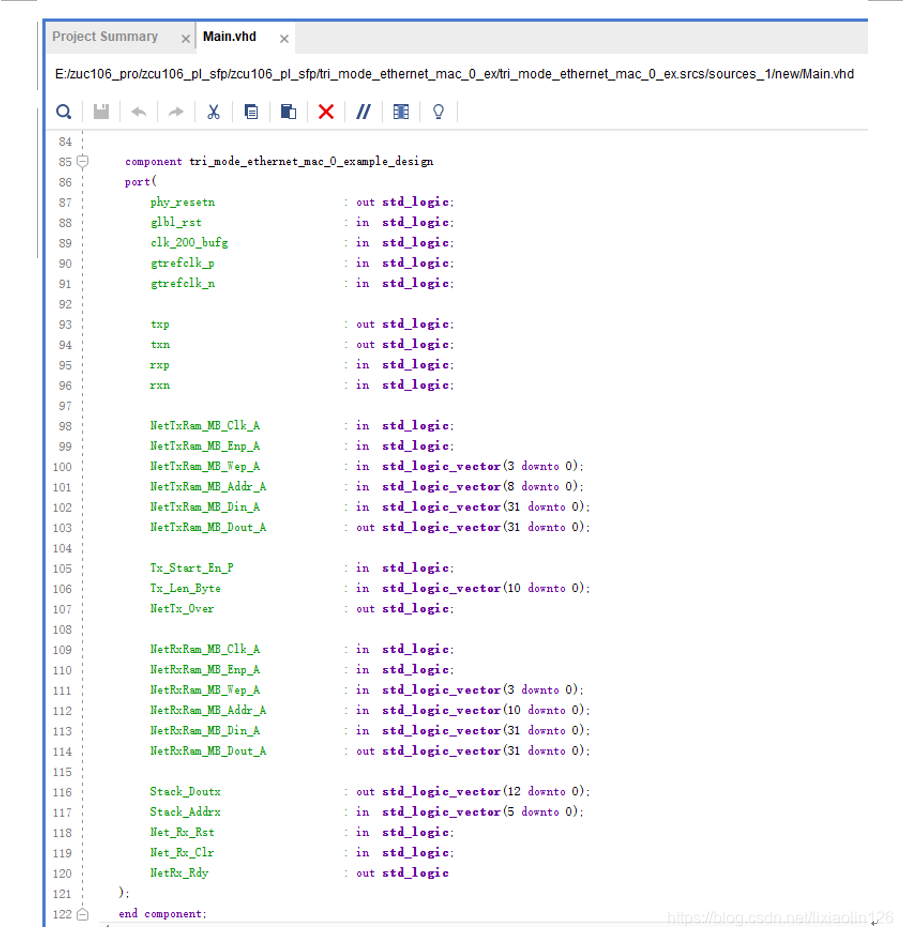 Project Summary × Main.vhd ×
E:/zuc106_pro/zcu106_pl_sfp/zcu106_pl_sfp/tri_mode_ethernet_mac_0_ex/tri_mode_ethernet_mac_0_ex.srcs/sources_1/new/Main.vhd
84
85 component tri_mode_ethernet_mac_0_example_design
86 port(
87 phy_resetn : out std_logic;
88 glbl_rst : in std_logic;
89 clk_200_bufg : in std_logic;
90 gtrefclk_p : in std_logic;
91 gtrefclk_n : in std_logic;
92
93 txp : out std_logic;
94 txn : out std_logic;
95 rxp : in std_logic;
96 rxn : in std_logic;
97
98 NetTxRam_MB_Clk_A : in std_logic;
99 NetTxRam_MB_Enp_A : in std_logic;
100 NetTxRam_MB_Wep_A : in std_logic_vector(3 downto 0);
101 NetTxRam_MB_Addr_A : in std_logic_vector(8 downto 0);
102 NetTxRam_MB_Din_A : in std_logic_vector(31 downto 0);
103 NetTxRam_MB_Dout_A : out std_logic_vector(31 downto 0);
104
105 Tx_Start_En_P : in std_logic;
106 Tx_Len_Byte : in std_logic_vector(10 downto 0);
107 NetTx_Over : out std_logic;
108
109 NetRxRam_MB_Clk_A : in std_logic;
110 NetRxRam_MB_Enp_A : in std_logic;
111 NetRxRam_MB_Wep_A : in std_logic_vector(3 downto 0);
112 NetRxRam_MB_Addr_A : in std_logic_vector(10 downto 0);
113 NetRxRam_MB_Din_A : in std_logic_vector(31 downto 0);
114 NetRxRam_MB_Dout_A : out std_logic_vector(31 downto 0);
115
116 Stack_Doutx : out std_logic_vector(12 downto 0);
117 Stack_Addrx : in std_logic_vector(5 downto 0);
118 Net_Rx_Rst : in std_logic;
119 Net_Rx_Clr : in std_logic;
120 NetRx_Rdy : out std_logic
121 );
122 end component;
https://blog.csdn.net/lixiaolin126